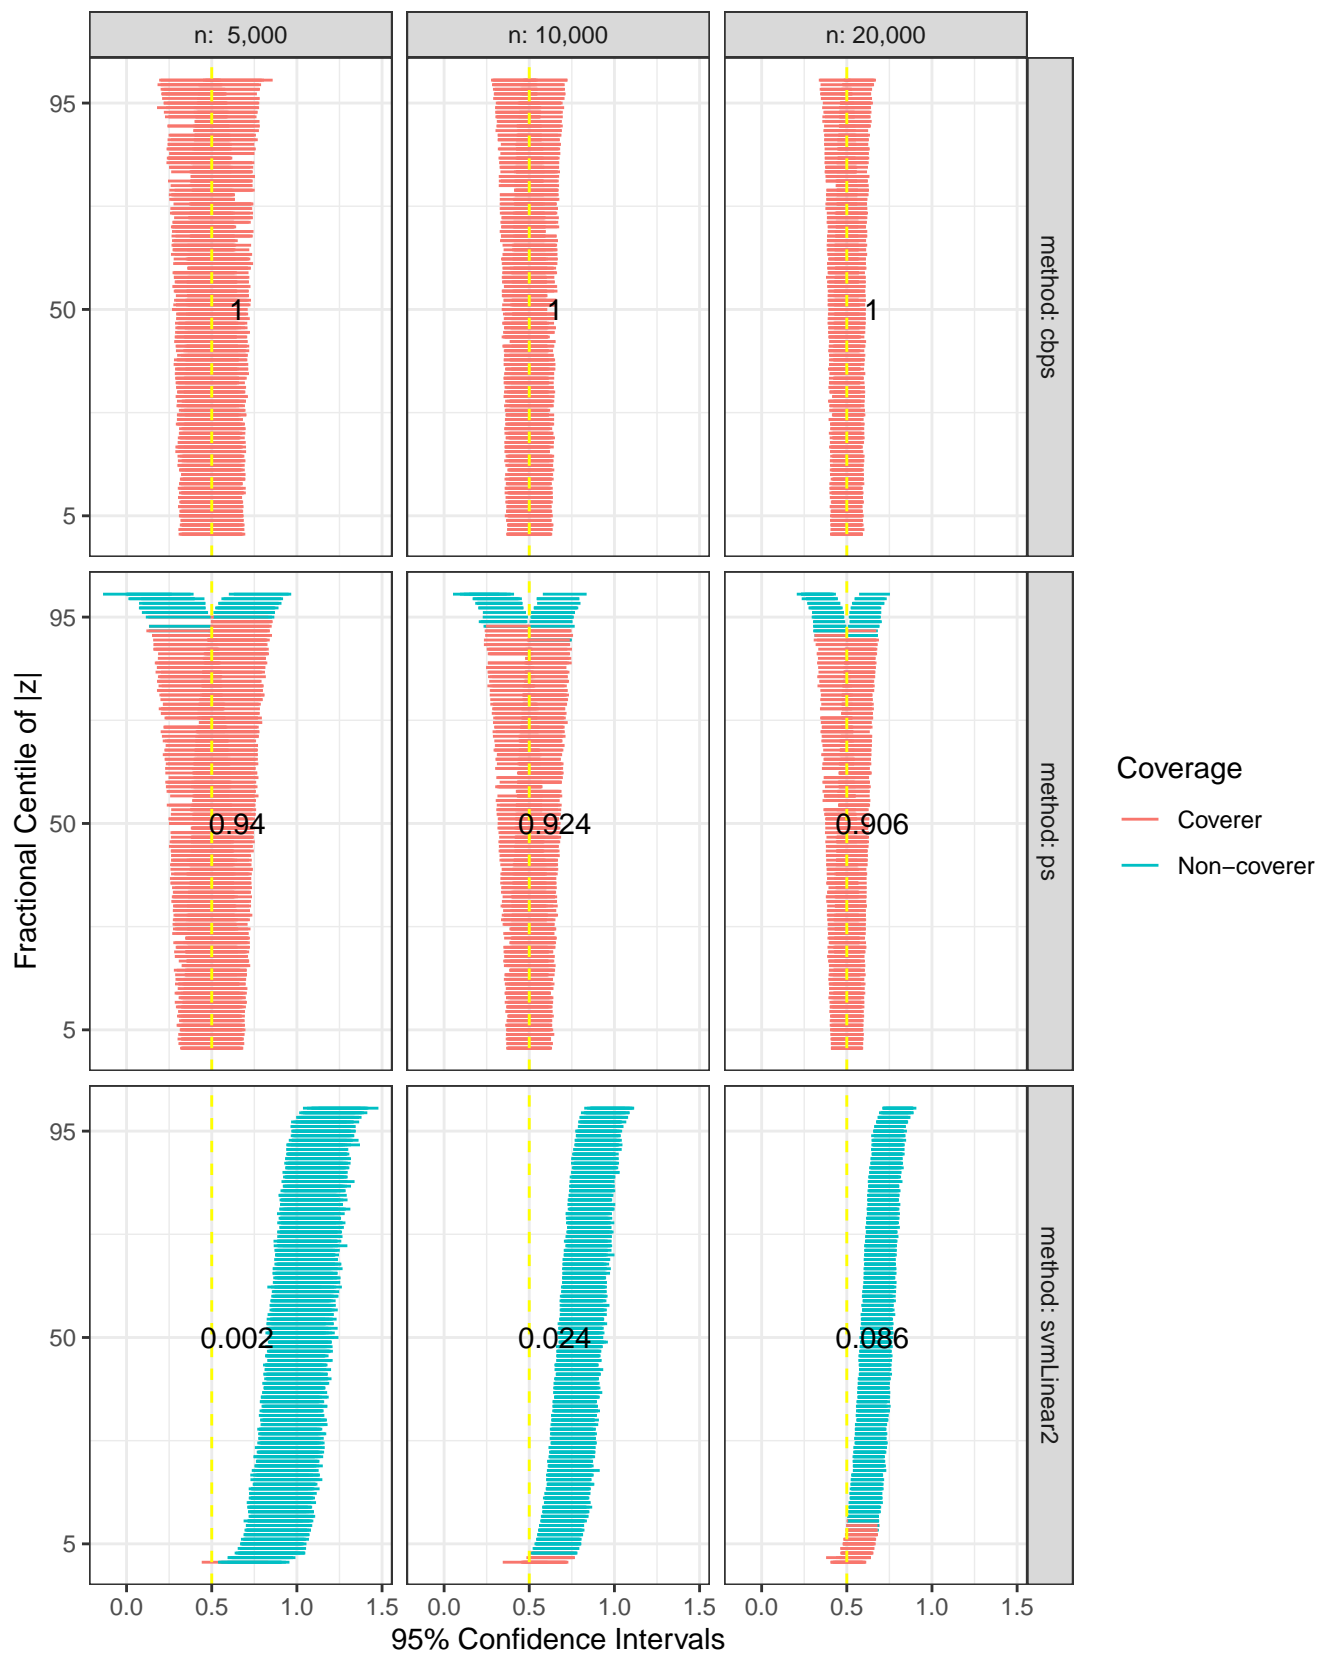 n:  5,000
n: 10,000
n: 20,000
95
50
5
1
1
1
method: cbps
95
50
5
0.94
0.924
0.906
method: ps
95
50
5
0.002
0.024
0.086
method: svmLinear2
Fractional Centile of |z|
0.0 0.5 1.0 1.5
0.0 0.5 1.0 1.5
0.0 0.5 1.0 1.5
95% Confidence Intervals
Coverage
Coverer
Non−coverer